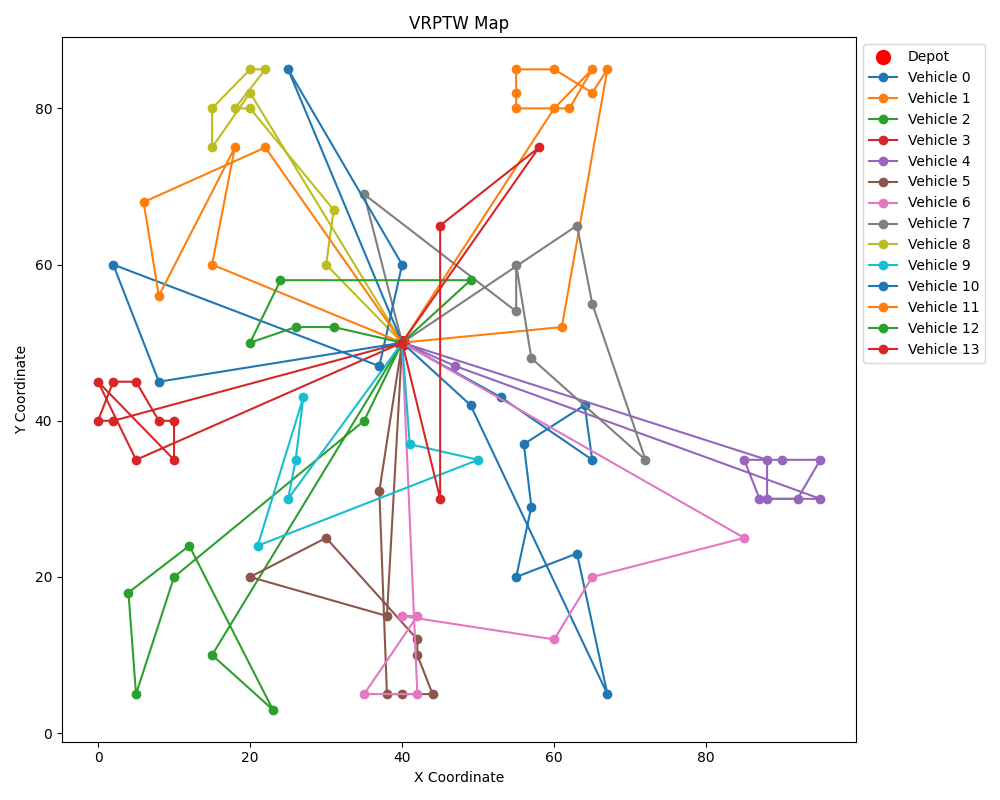 VRPTW Map
Y Coordinate
80
60
40
20
0
0 20 40 60 80
X Coordinate
Depot
Vehicle 0
Vehicle 1
Vehicle 2
Vehicle 3
Vehicle 4
Vehicle 5
Vehicle 6
Vehicle 7
Vehicle 8
Vehicle 9
Vehicle 10
Vehicle 11
Vehicle 12
Vehicle 13